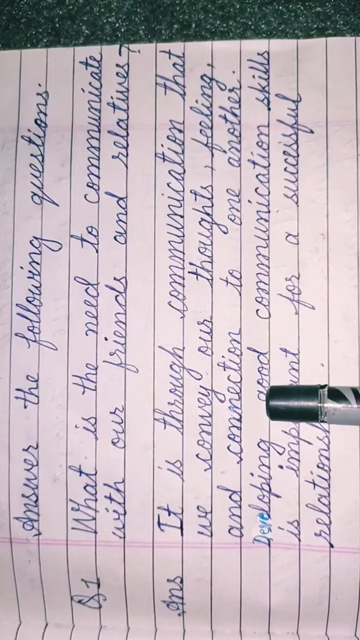 Answer the following questions.
Q1 What is the need to communicate
with our friends and relatives?
Ans It is through communication that
we convey our thoughts, feeling,
and connection to one another.
Developing good communication skills
is for a successful